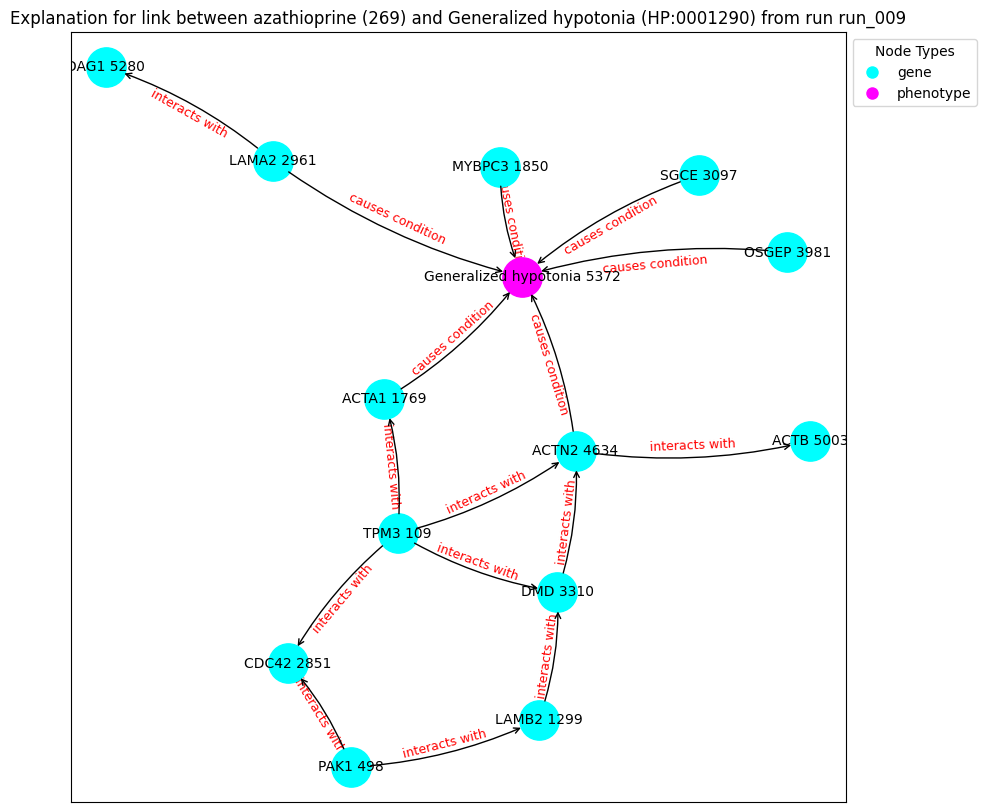 Explanation for link between azathioprine (269) and Generalized hypotonia (HP:0001290) from run run_009
Node Types
gene
phenotype
DAG1 5280
interacts with
LAMA2 2961
MYBPC3 1850
SGCE 3097
causes condition
causes condition
causes condition
OSGEP 3981
causes condition
Generalized hypotonia 5372
causes condition
causes condition
ACTA1 1769
ACTN2 4634
interacts with
ACTB 5003
interacts with
interacts with
interacts with
TPM3 109
interacts with
DMD 3310
interacts with
interacts with
CDC42 2851
interacts with
LAMB2 1299
interacts with
PAK1 498